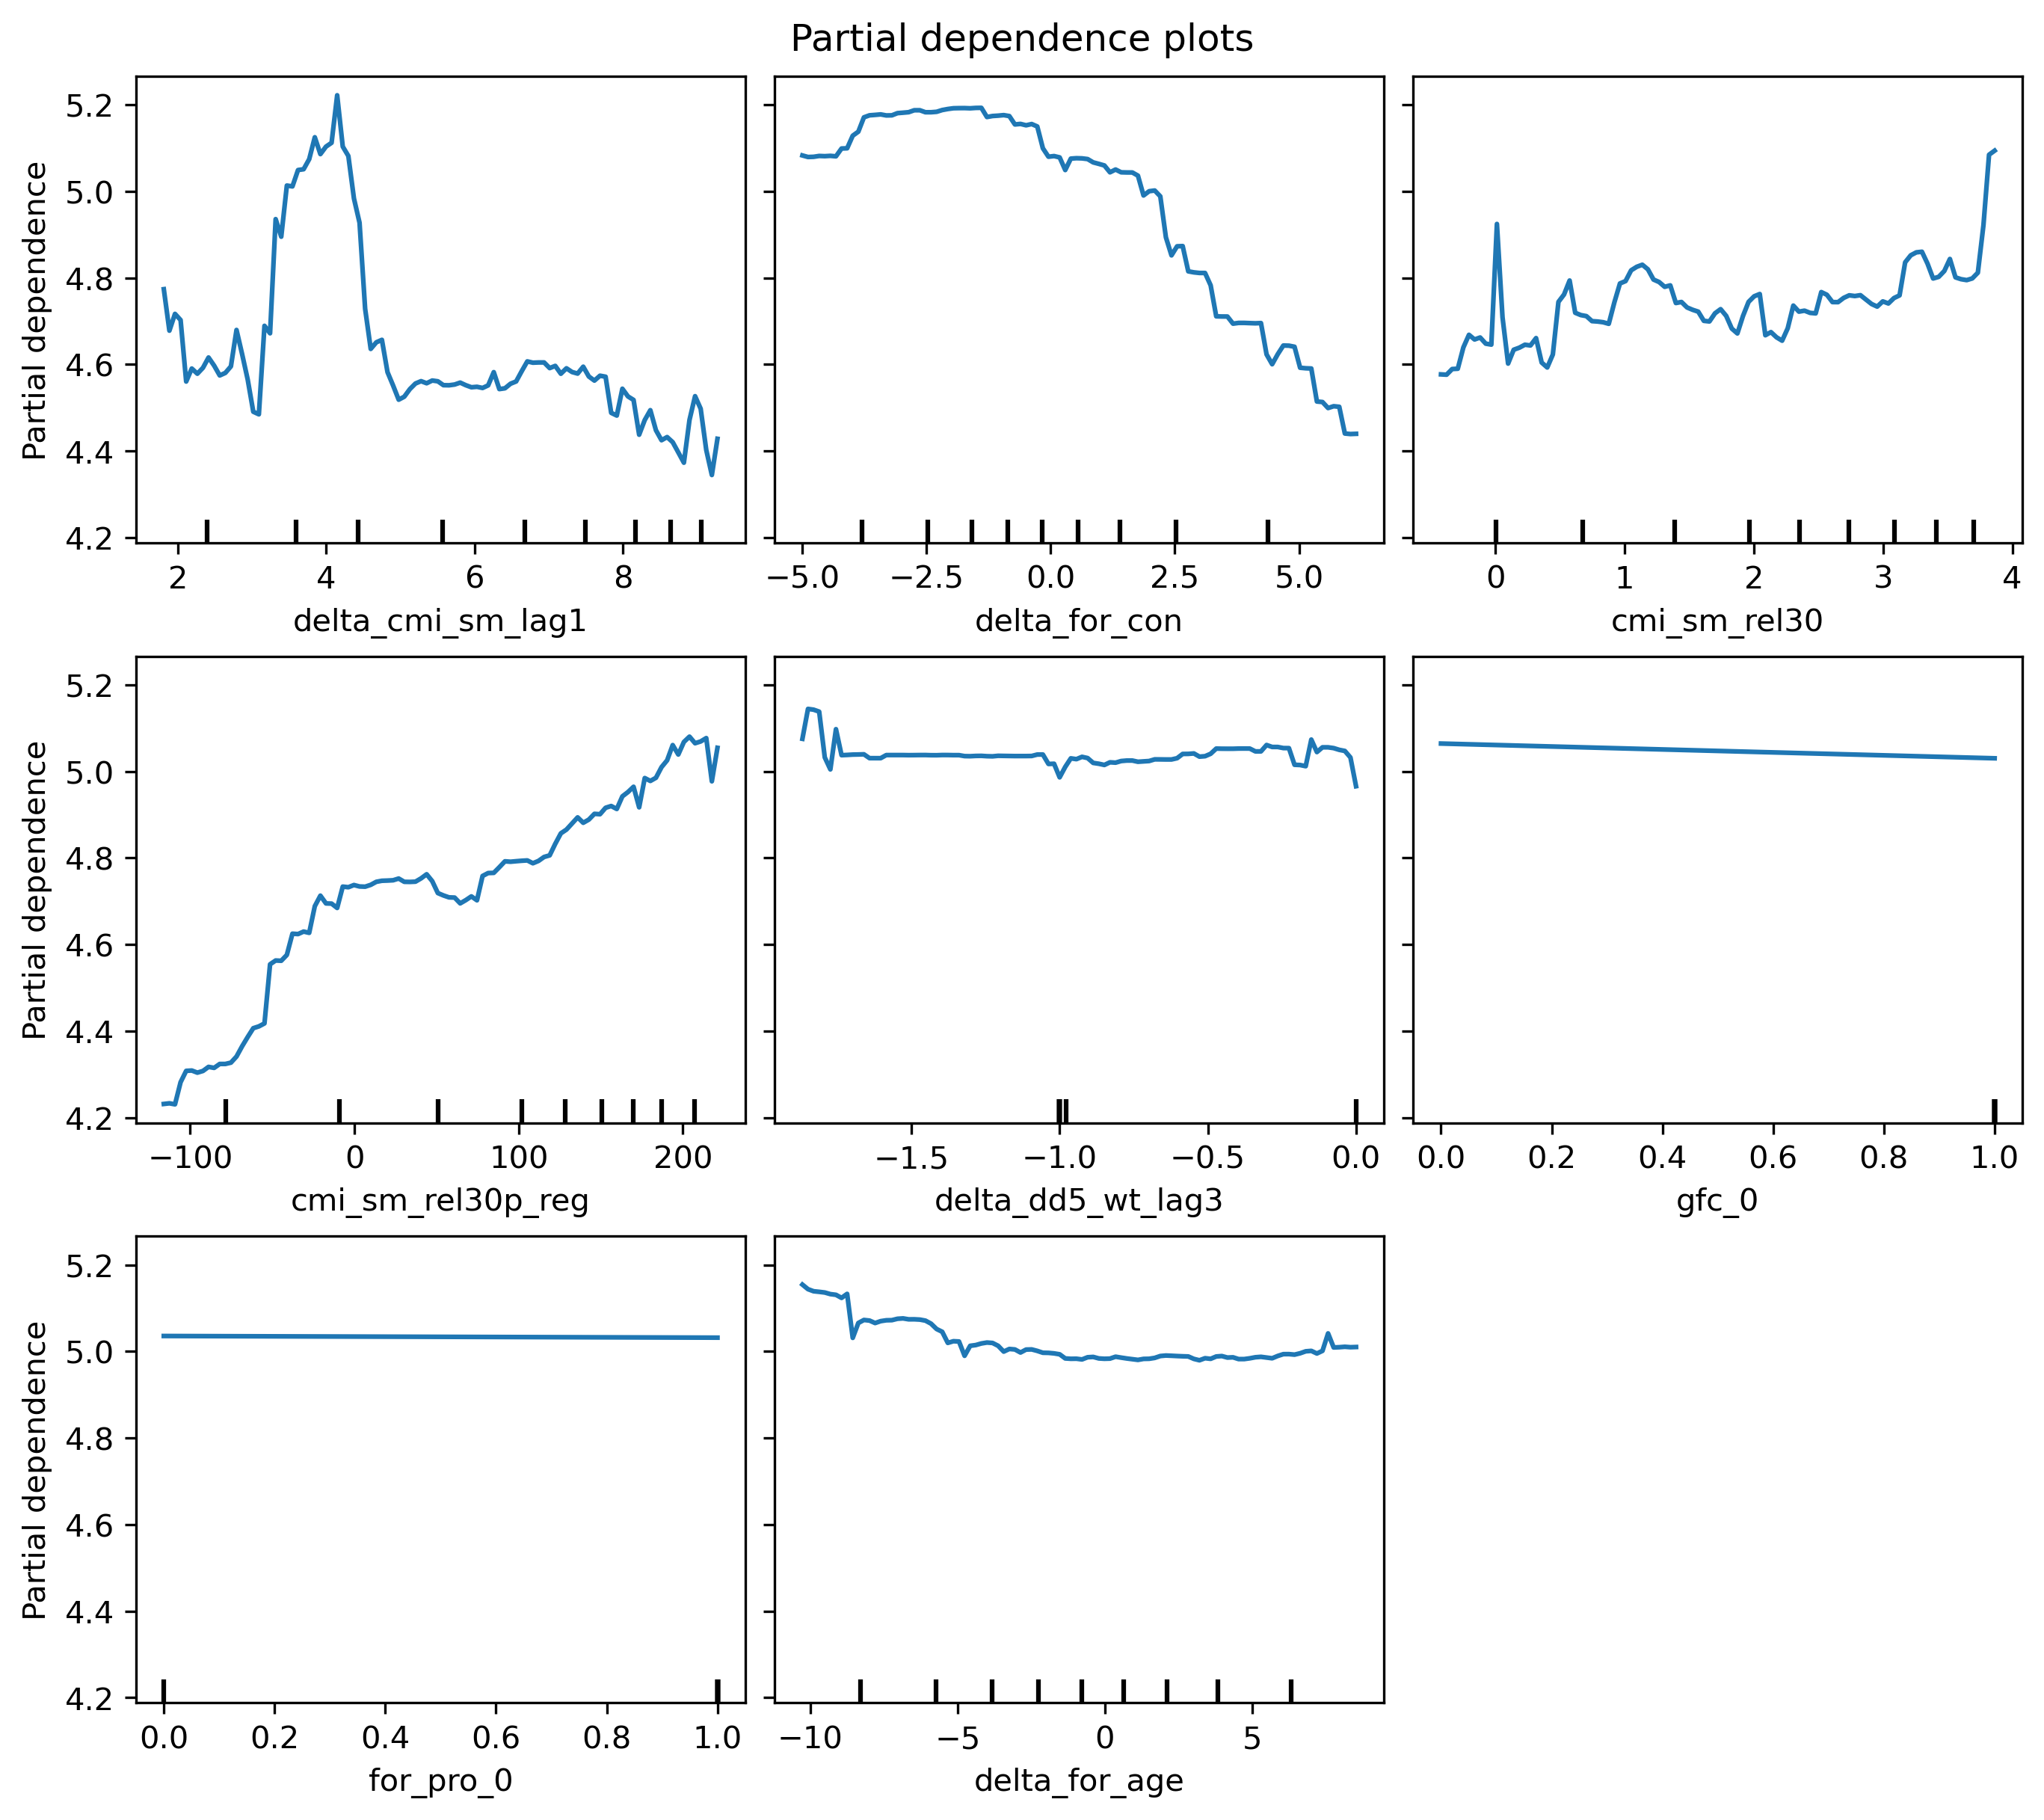 Partial dependence plots
Partial dependence
5.2
5.0
4.8
4.6
4.4
4.2
2 4 6 8
delta_cmi_sm_lag1
−5.0 −2.5 0.0 2.5 5.0
delta_for_con
0 1 2 3 4
cmi_sm_rel30
Partial dependence
5.2
5.0
4.8
4.6
4.4
4.2
−100 0 100 200
cmi_sm_rel30p_reg
−1.5 −1.0 −0.5 0.0
delta_dd5_wt_lag3
0.0 0.2 0.4 0.6 0.8 1.0
gfc_0
Partial dependence
5.2
5.0
4.8
4.6
4.4
4.2
0.0 0.2 0.4 0.6 0.8 1.0
for_pro_0
−10 −5 0 5
delta_for_age